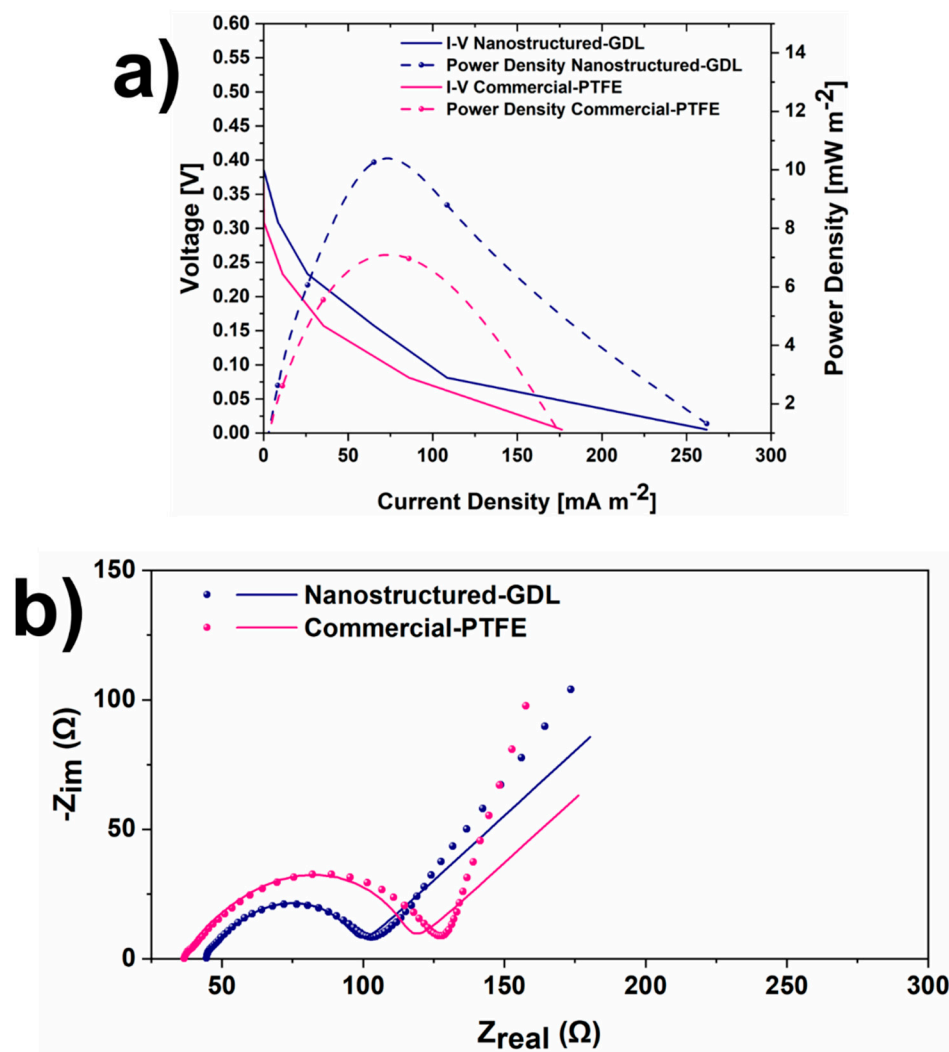 a)
0.60
0.55
0.50
0.45
0.40
0.35
0.30
0.25
0.20
0.15
0.10
0.05
0.00
Voltage [V]
I-V Nanostructured-GDL
Power Density Nanostructured-GDL
I-V Commercial-PTFE
Power Density Commercial-PTFE
14
12
10
8
6
4
2
Power Density [mW m-2]
0 50 100 150 200 250 300
Current Density [mA m-2]
b)
150
100
50
0
-Zim (Ω)
Nanostructured-GDL
Commercial-PTFE
50 100 150 200 250 300
Zreal (Ω)